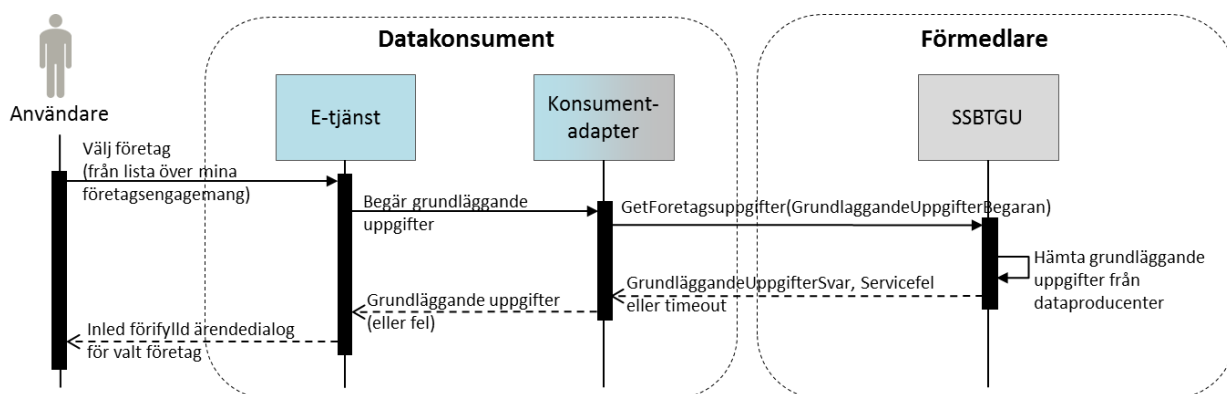 Datakonsument
Förmedlare
Användare
E-tjänst
Konsument-
adapter
SSBTGU
Välj företag
(från lista över mina
företagsengagemang)
Begär grundläggande
uppgifter
GetForetagsuppgifter(GrundlaggandeUppgifterBegaran)
Hämta grundläggande
uppgifter från
dataproducenter
GrundläggandeUppgifterSvar, Servicefel
eller timeout
Grundläggande uppgifter
(eller fel)
Inled förifylld ärendedialog
för valt företag